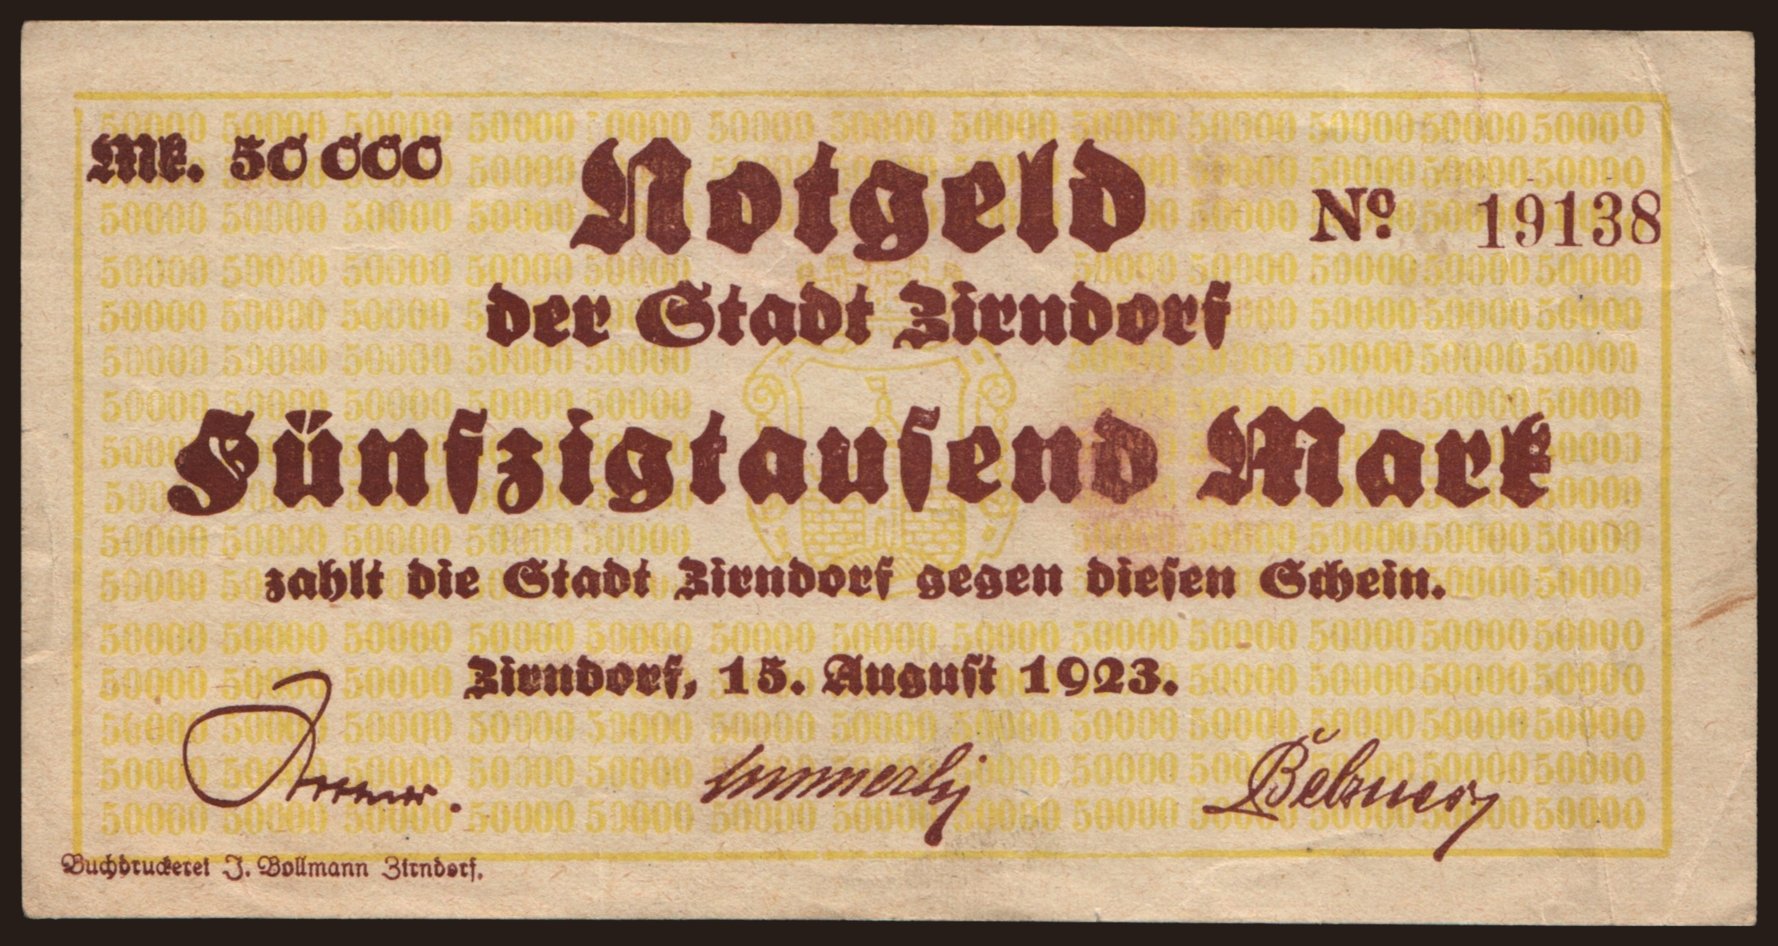 Mk. 50 000
Notgeld
No 19138
der Stadt Zirndorf
Fünfzigtausend Mark
zahlt die Stadt Zirndorf gegen diesen Schein.
Zirndorf, 15. August 1923.
Buchdruckerei J. Bollmann Zirndorf.